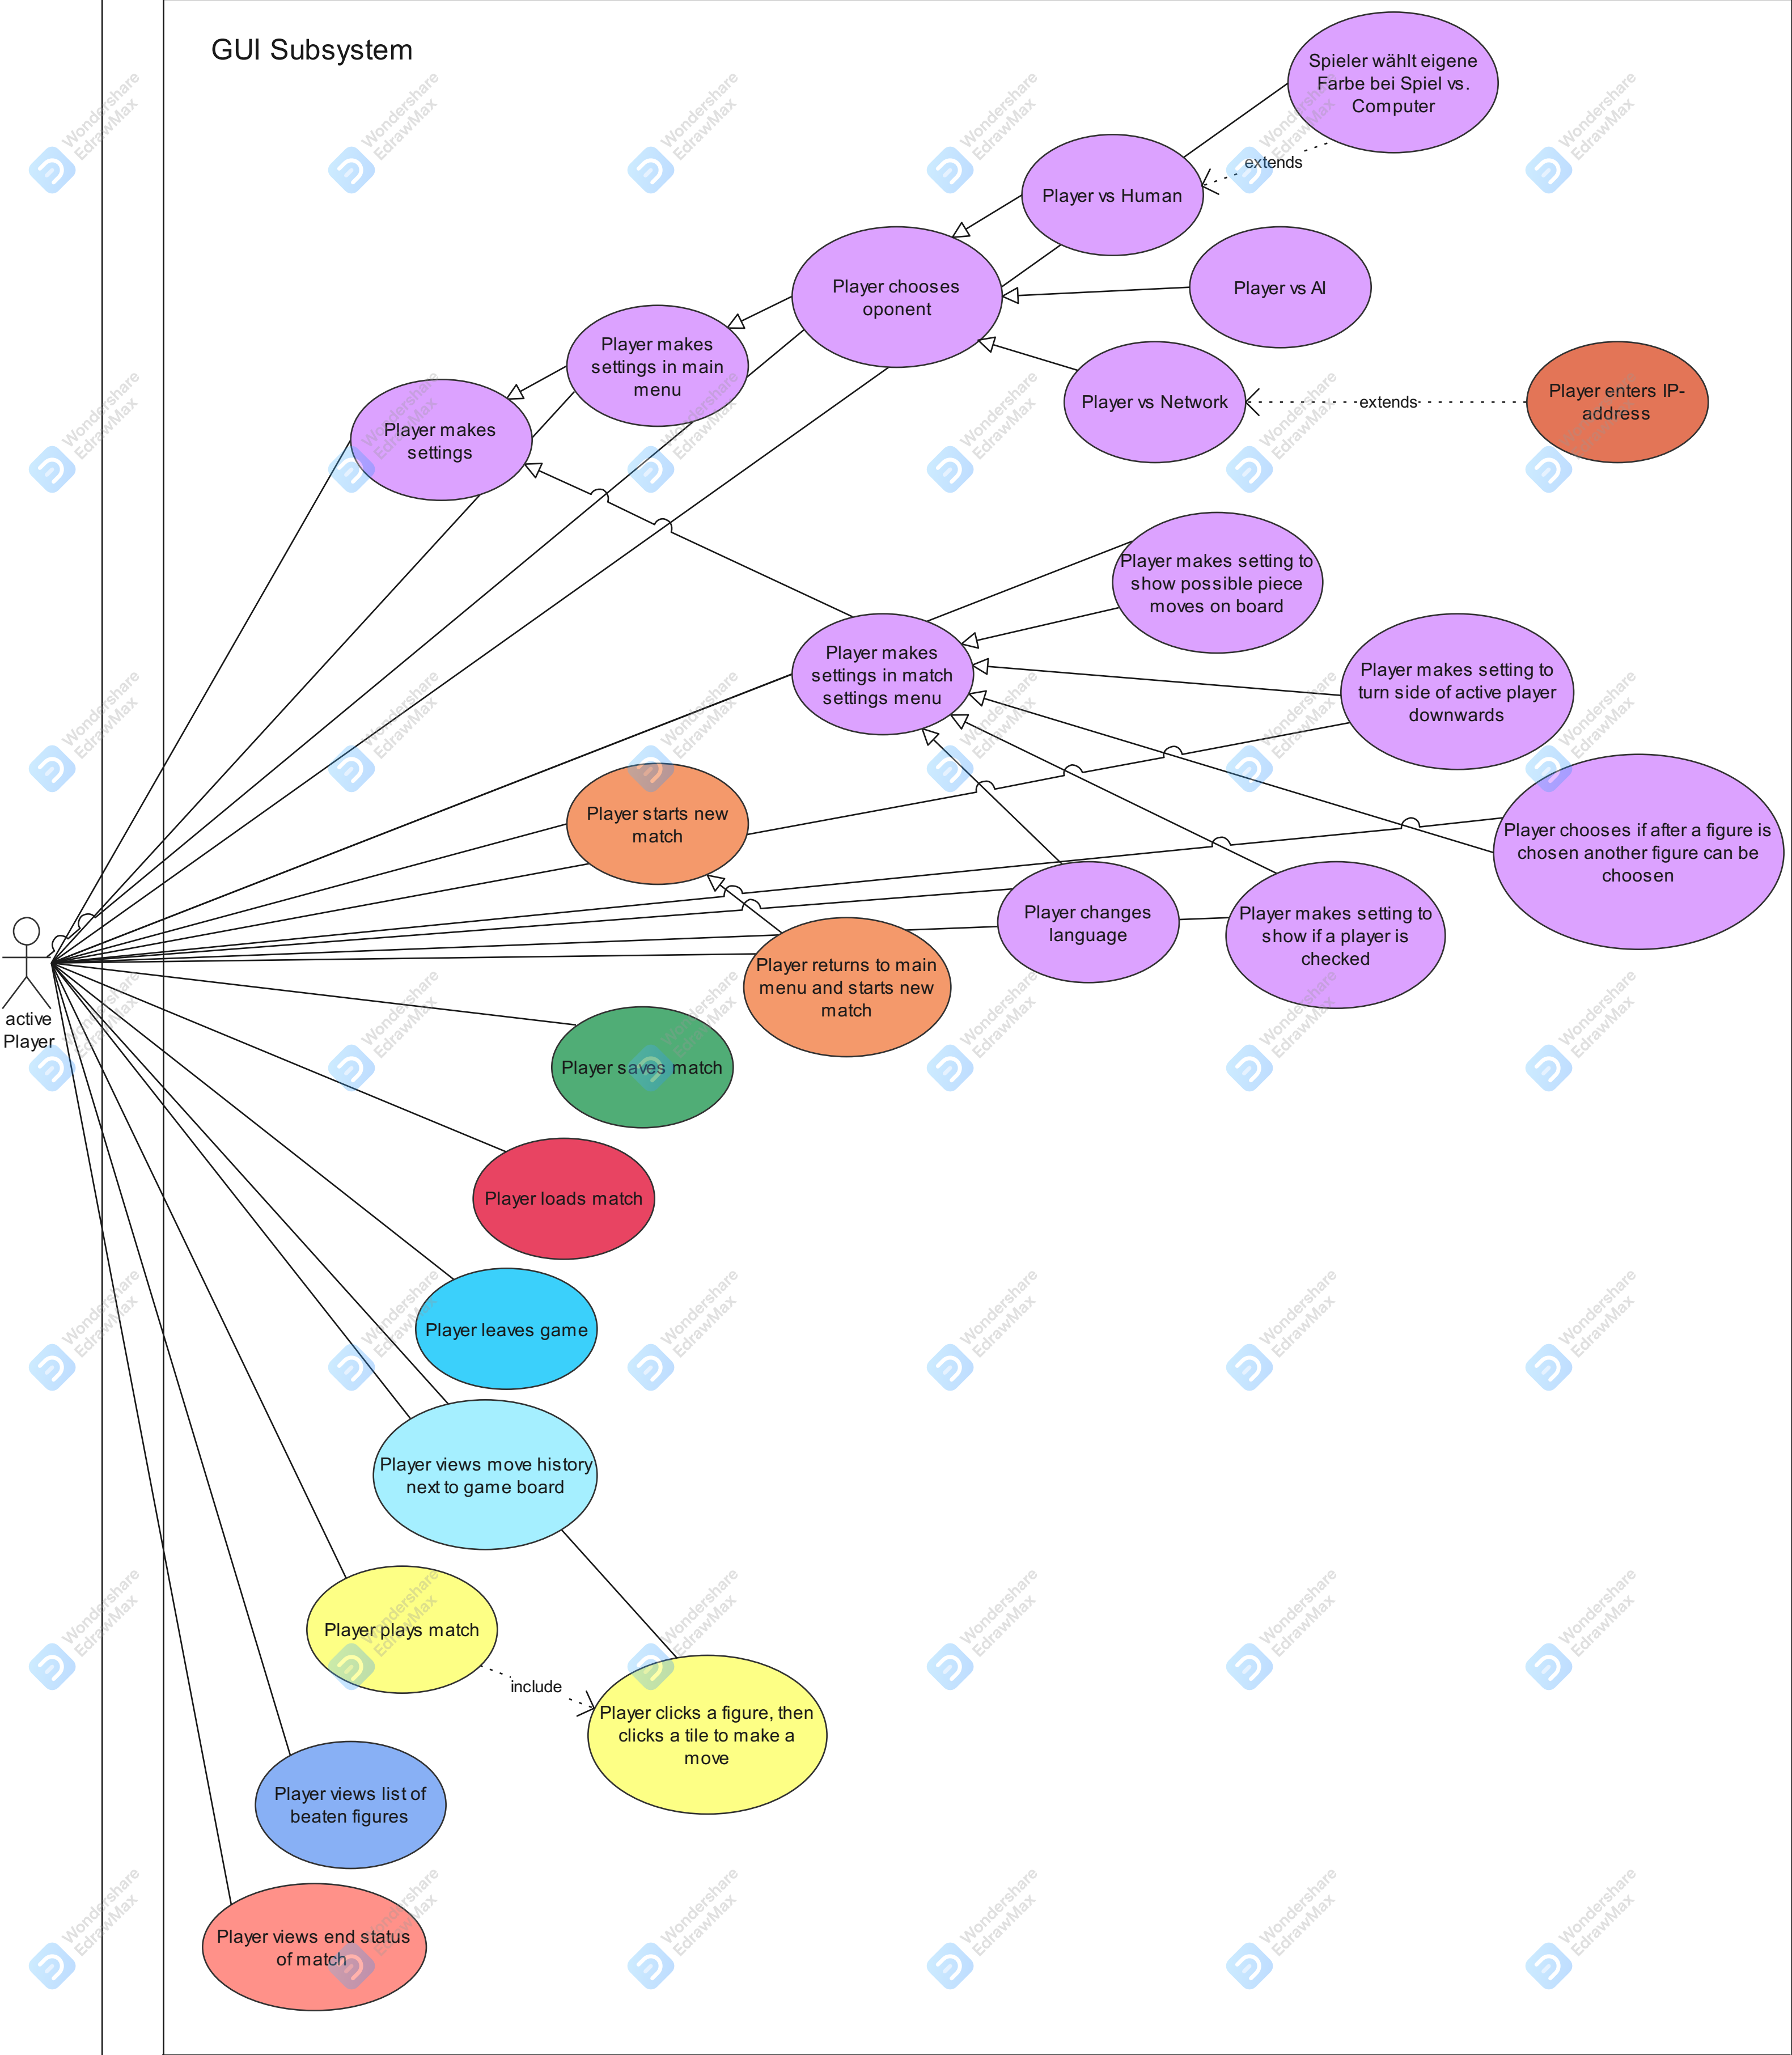 GUI Subsystem
Spieler wählt eigene
Farbe bei Spiel vs.
Computer
extends
Player vs Human
Player chooses
oponent
Player vs AI
Player makes
settings in main
menu
Player vs Network
extends
Player enters IP-
address
Player makes
settings
Player makes setting to
show possible piece
moves on board
Player makes
settings in match
settings menu
Player makes setting to
turn side of active player
downwards
Player starts new
match
Player chooses if after a figure is
chosen another figure can be
choosen
Player changes
language
Player makes setting to
show if a player is
checked
Player returns to main
menu and starts new
match
active
Player
Player saves match
Player loads match
Player leaves game
Player views move history
next to game board
Player plays match
include
Player clicks a figure, then
clicks a tile to make a
move
Player views list of
beaten figures
Player views end status
of match
Wondershare
EdrawMax